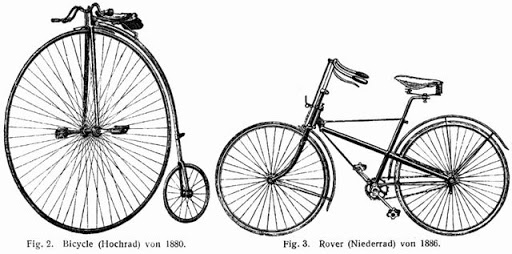 Fig. 2. Bicycle (Hochrad) von 1880.
Fig. 3. Rover (Niederrad) von 1886.